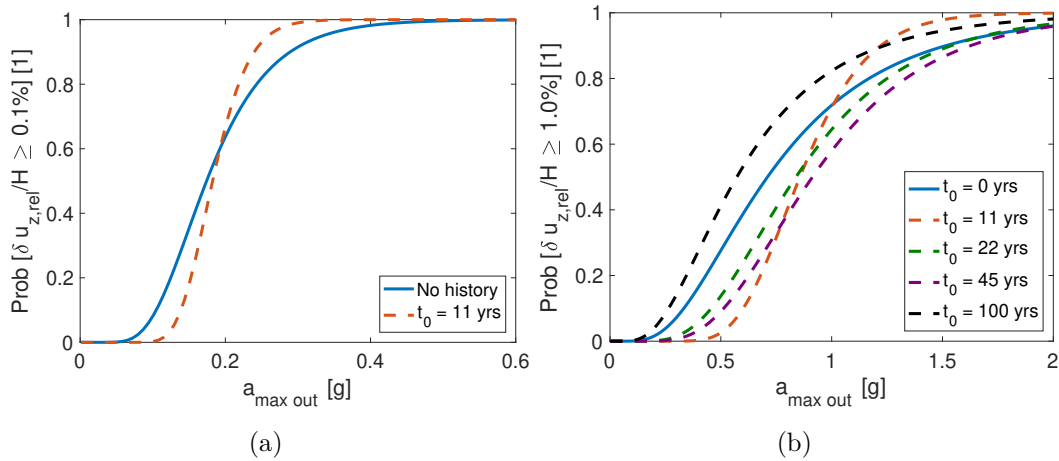 Prob [δ u_z,rel/H ≥ 0.1%] [1]
1
0.8
0.6
0.4
0.2
0
0
0.2
0.4
0.6
a_max out [g]
No history
t_0 = 11 yrs
(a)
Prob [δ u_z,rel/H ≥ 1.0%] [1]
1
0.8
0.6
0.4
0.2
0
0
0.5
1
1.5
2
a_max out [g]
t_0 = 0 yrs
t_0 = 11 yrs
t_0 = 22 yrs
t_0 = 45 yrs
t_0 = 100 yrs
(b)